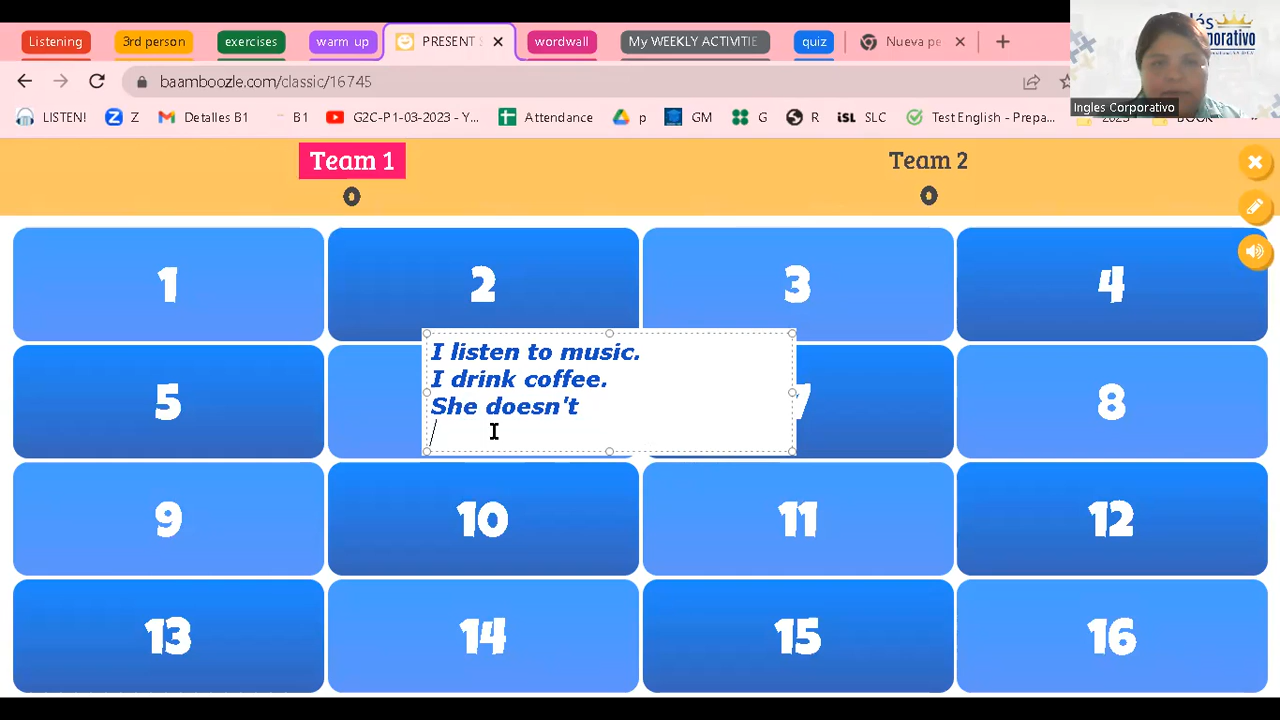 Listening 3rd person exercises warm up PRESENT S wordwall My WEEKLY ACTIVITIE quiz Nueva pe
baamboozle.com/classic/16745
LISTEN! Z Detalles B1 B1 G2C-P1-03-2023 - Y... Attendance p GM G R iSL SLC Test English - Prepa...
Ingles Corporativo
Team 1 Team 2
0 0
1 2 3 4
I listen to music.
I drink coffee.
She doesn't
5 7 8
9 10 11 12
13 14 15 16